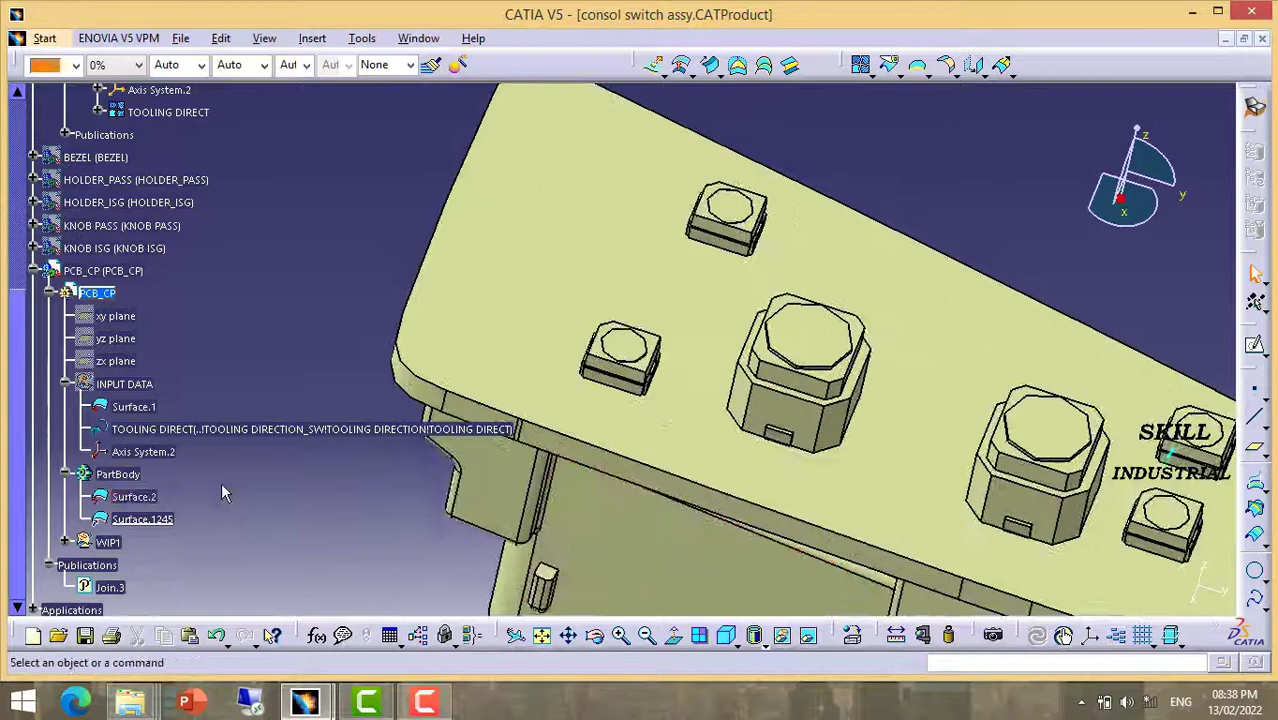 CATIA V5 - [consol switch assy.CATProduct]
Start ENOVIA V5 VPM File Edit View Insert Tools Window Help
0% Auto Auto Aut Aut None
Axis System.2
TOOLING DIRECT
Publications
BEZEL (BEZEL)
HOLDER_PASS (HOLDER_PASS)
HOLDER_ISG (HOLDER_ISG)
KNOB PASS (KNOB PASS)
KNOB ISG (KNOB ISG)
PCB_CP (PCB_CP)
PCB_CP
xy plane
yz plane
zx plane
INPUT DATA
Surface.1
TOOLING DIRECT(..!TOOLING DIRECTION_SW!TOOLING DIRECTION!TOOLING DIRECT)
Axis System.2
PartBody
Surface.2
Surface.1245
WIP1
Publications
Join.3
Applications
z
y
x
SKILL
INDUSTRIAL
z
y
f(x)
CATIA
Select an object or a command
ENG
08:38 PM
13/02/2022